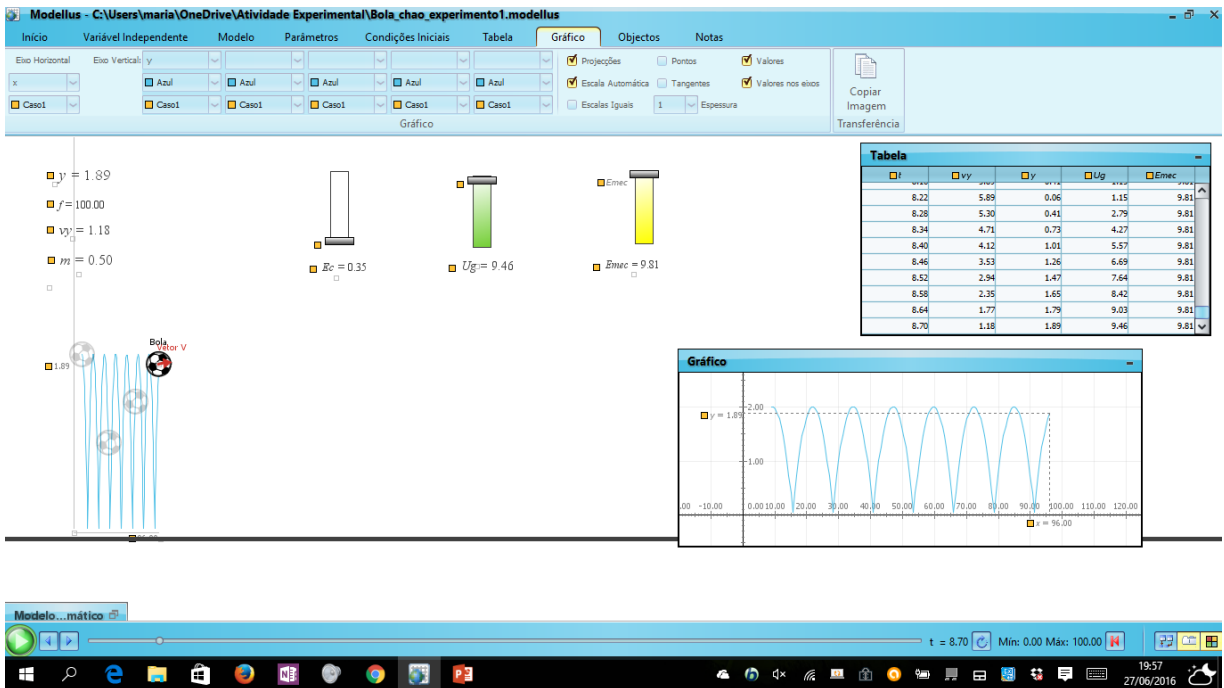 Modellus - C:\Users\maria\OneDrive\Atividade Experimental\Bola_chao_experimento1.modellus
Início Variável Independente Modelo Parâmetros Condições Iniciais Tabela Gráfico Objectos Notas
Eixo Horizontal Eixo Vertical: y Projecções Pontos Valores
x Azul Azul Azul Azul Azul Escala Automática Tangentes Valores nos eixos
Caso1 Caso1 Caso1 Caso1 Caso1 Caso1 Escalas Iguais 1 Espessura
Copiar
Imagem
Gráfico Transferência
y = 1.89
f = 100.00
vy = 1.18
m = 0.50
Emec
Ec = 0.35
Ug = 9.46
Emec = 9.81
Tabela
t vy y Ug Emec
8.22 5.89 0.06 1.15 9.81
8.28 5.30 0.41 2.79 9.81
8.34 4.71 0.73 4.27 9.81
8.40 4.12 1.01 5.57 9.81
8.46 3.53 1.26 6.69 9.81
8.52 2.94 1.47 7.64 9.81
8.58 2.35 1.65 8.42 9.81
8.64 1.77 1.79 9.03 9.81
8.70 1.18 1.89 9.46 9.81
Bola
Vetor V
1.89
Gráfico
2.00
y = 1.89
1.00
.00 -10.00 0.00 10.00 20.00 30.00 40.00 50.00 60.00 70.00 80.00 90.00 100.00 110.00 120.00
x = 96.00
Modelo...mático
t = 8.70 Mín: 0.00 Máx: 100.00
19:57
27/06/2016